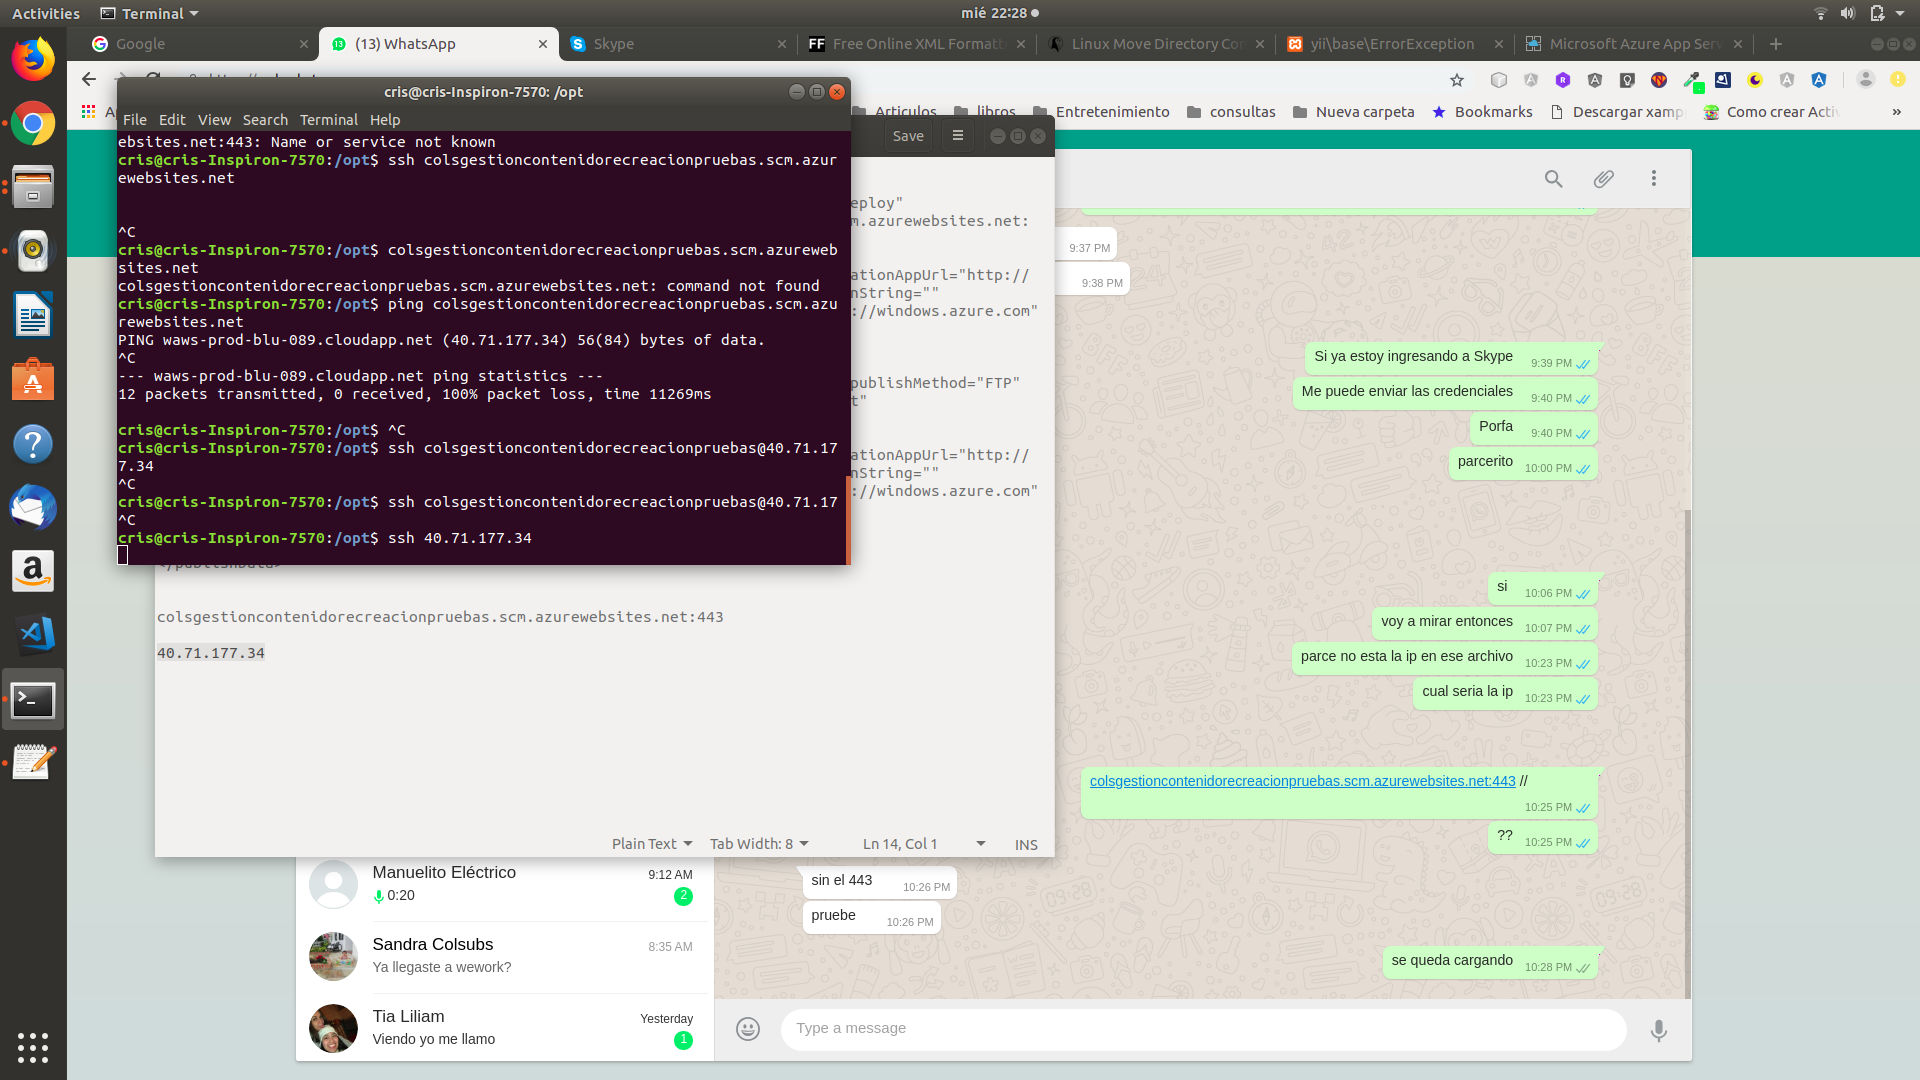 Activities
Terminal
mié 22:28
Google
(13) WhatsApp
Skype
Free Online XML Formatt
Linux Move Directory Co
yii\base\ErrorException
Microsoft Azure App Serv
Articulos
libros
Entretenimiento
consultas
Nueva carpeta
Bookmarks
Descargar xamp
Como crear Activ
»
cris@cris-Inspiron-7570: /opt
File Edit View Search Terminal Help
ebsites.net:443: Name or service not known
cris@cris-Inspiron-7570:/opt$ ssh colsgestioncontenidorecreacionpruebas.scm.azur
ewebsites.net
^C
cris@cris-Inspiron-7570:/opt$ colsgestioncontenidorecreacionpruebas.scm.azureweb
sites.net
colsgestioncontenidorecreacionpruebas.scm.azurewebsites.net: command not found
cris@cris-Inspiron-7570:/opt$ ping colsgestioncontenidorecreacionpruebas.scm.azu
rewebsites.net
PING waws-prod-blu-089.cloudapp.net (40.71.177.34) 56(84) bytes of data.
^C
--- waws-prod-blu-089.cloudapp.net ping statistics ---
12 packets transmitted, 0 received, 100% packet loss, time 11269ms
cris@cris-Inspiron-7570:/opt$ ^C
cris@cris-Inspiron-7570:/opt$ ssh colsgestioncontenidorecreacionpruebas@40.71.17
7.34
^C
cris@cris-Inspiron-7570:/opt$ ssh colsgestioncontenidorecreacionpruebas@40.71.17
^C
cris@cris-Inspiron-7570:/opt$ ssh 40.71.177.34
Save
eploy"
m.azurewebsites.net:
ationAppUrl="http://
nString=""
://windows.azure.com"
publishMethod="FTP"
t"
ationAppUrl="http://
nString=""
://windows.azure.com"
</publishData>
colsgestioncontenidorecreacionpruebas.scm.azurewebsites.net:443
40.71.177.34
Plain Text
Tab Width: 8
Ln 14, Col 1
INS
9:37 PM
9:38 PM
Si ya estoy ingresando a Skype 9:39 PM
Me puede enviar las credenciales 9:40 PM
Porfa 9:40 PM
parcerito 10:00 PM
si 10:06 PM
voy a mirar entonces 10:07 PM
parce no esta la ip en ese archivo 10:23 PM
cual seria la ip 10:23 PM
colsgestioncontenidorecreacionpruebas.scm.azurewebsites.net:443 //
10:25 PM
?? 10:25 PM
sin el 443 10:26 PM
pruebe 10:26 PM
se queda cargando 10:28 PM
Type a message
Manuelito Eléctrico 9:12 AM
0:20 2
Sandra Colsubs 8:35 AM
Ya llegaste a wework?
Tia Liliam Yesterday
Viendo yo me llamo 1